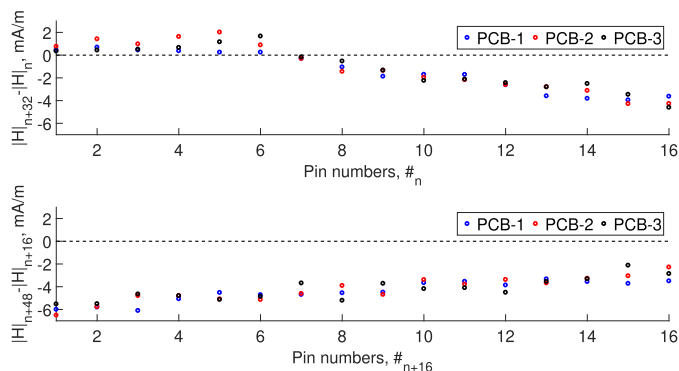 |H|n+32-|H|n, mA/m
2
0
-2
-4
-6
PCB-1 PCB-2 PCB-3
2 4 6 8 10 12 14 16
Pin numbers, #n
|H|n+48-|H|n+16, mA/m
2
0
-2
-4
-6
PCB-1 PCB-2 PCB-3
2 4 6 8 10 12 14 16
Pin numbers, #n+16